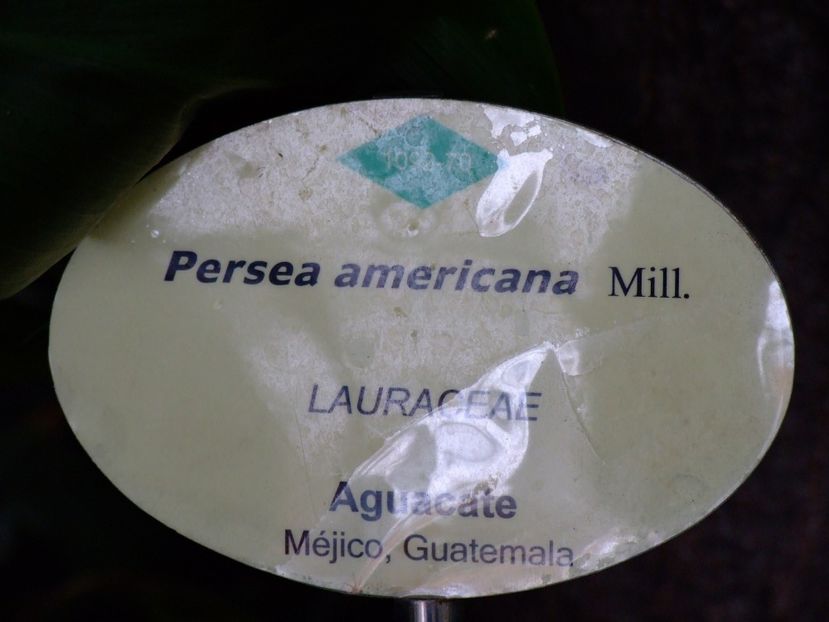 Persea americana Mill.
LAURACEAE
Aguacate
Méjico, Guatemala